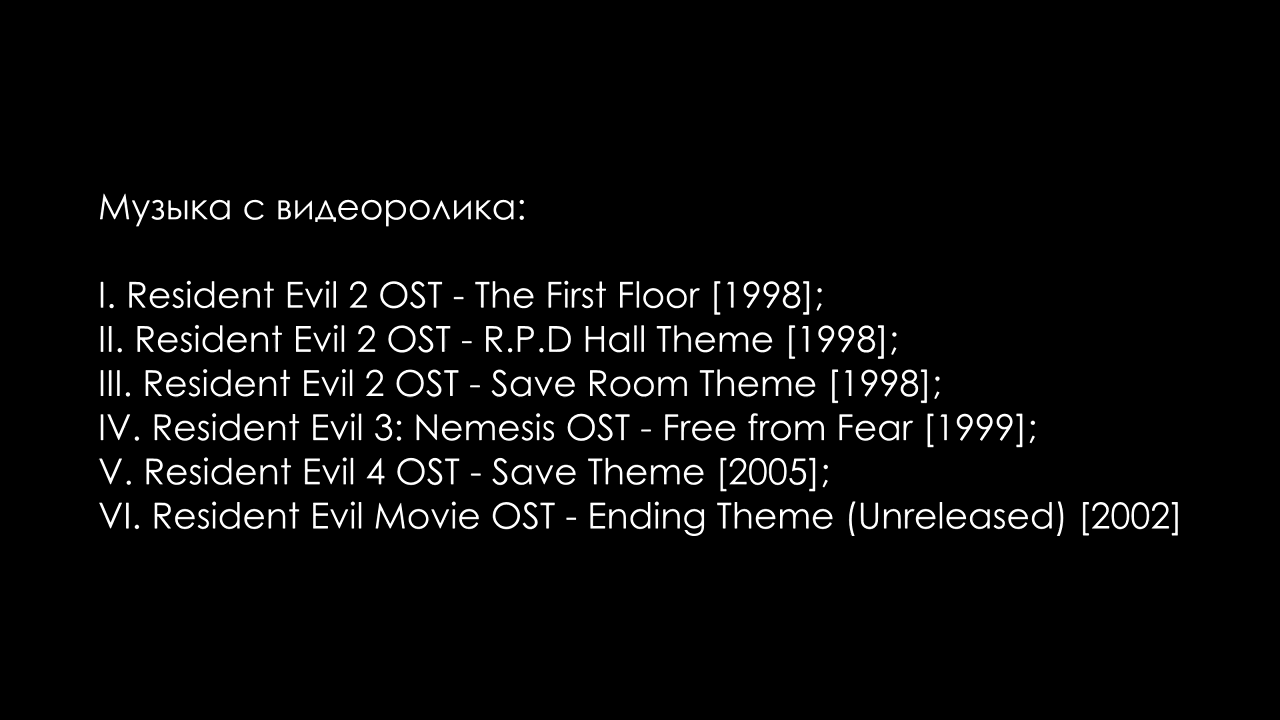 Музыка с видеоролика:
I. Resident Evil 2 OST - The First Floor [1998];
II. Resident Evil 2 OST - R.P.D Hall Theme [1998];
III. Resident Evil 2 OST - Save Room Theme [1998];
IV. Resident Evil 3: Nemesis OST - Free from Fear [1999];
V. Resident Evil 4 OST - Save Theme [2005];
VI. Resident Evil Movie OST - Ending Theme (Unreleased) [2002]